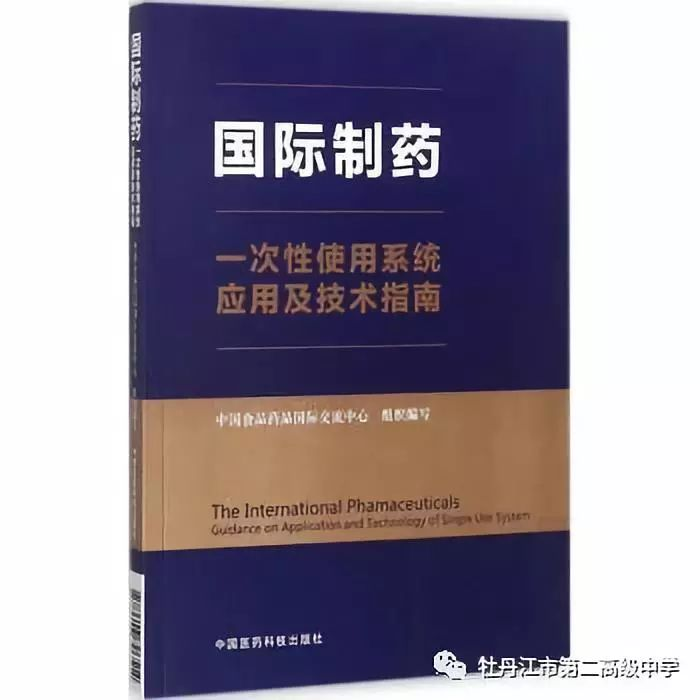 国际制药
一次性使用系统
应用及技术指南
中国食品药品国际交流中心 组织编写
The International Phamaceuticals
Guidance on Application and Technology of Single Use System
中国医药科技出版社
国际制药
牡丹江市第二高级中学